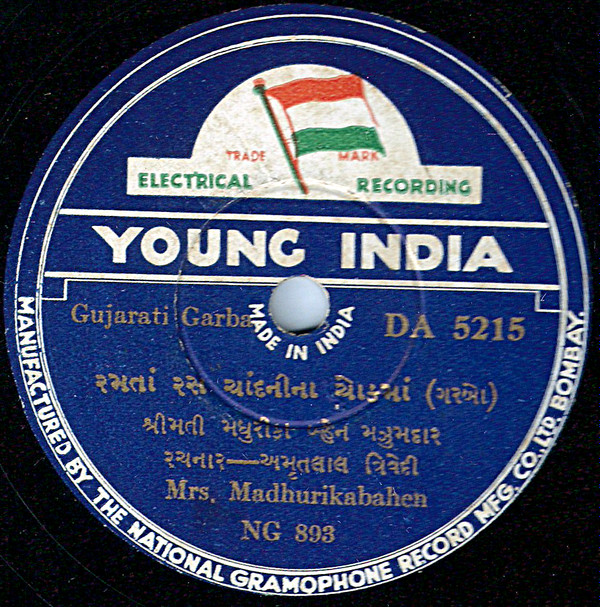 TRADE MARK
ELECTRICAL RECORDING
YOUNG INDIA
Gujarati Garba DA 5215
MADE IN INDIA
રમતાં રસ ચાંદનીના ચોકમાં (ગરબો)
શ્રીમતી મધુરીકા બ્હેન મઝુમદાર
રચનાર—અમૃતલાલ ત્રિવેદી
Mrs. Madhurikabahen
NG 893
MANUFACTURED BY THE NATIONAL GRAMOPHONE RECORD MFG. CO., LTD. BOMBAY.